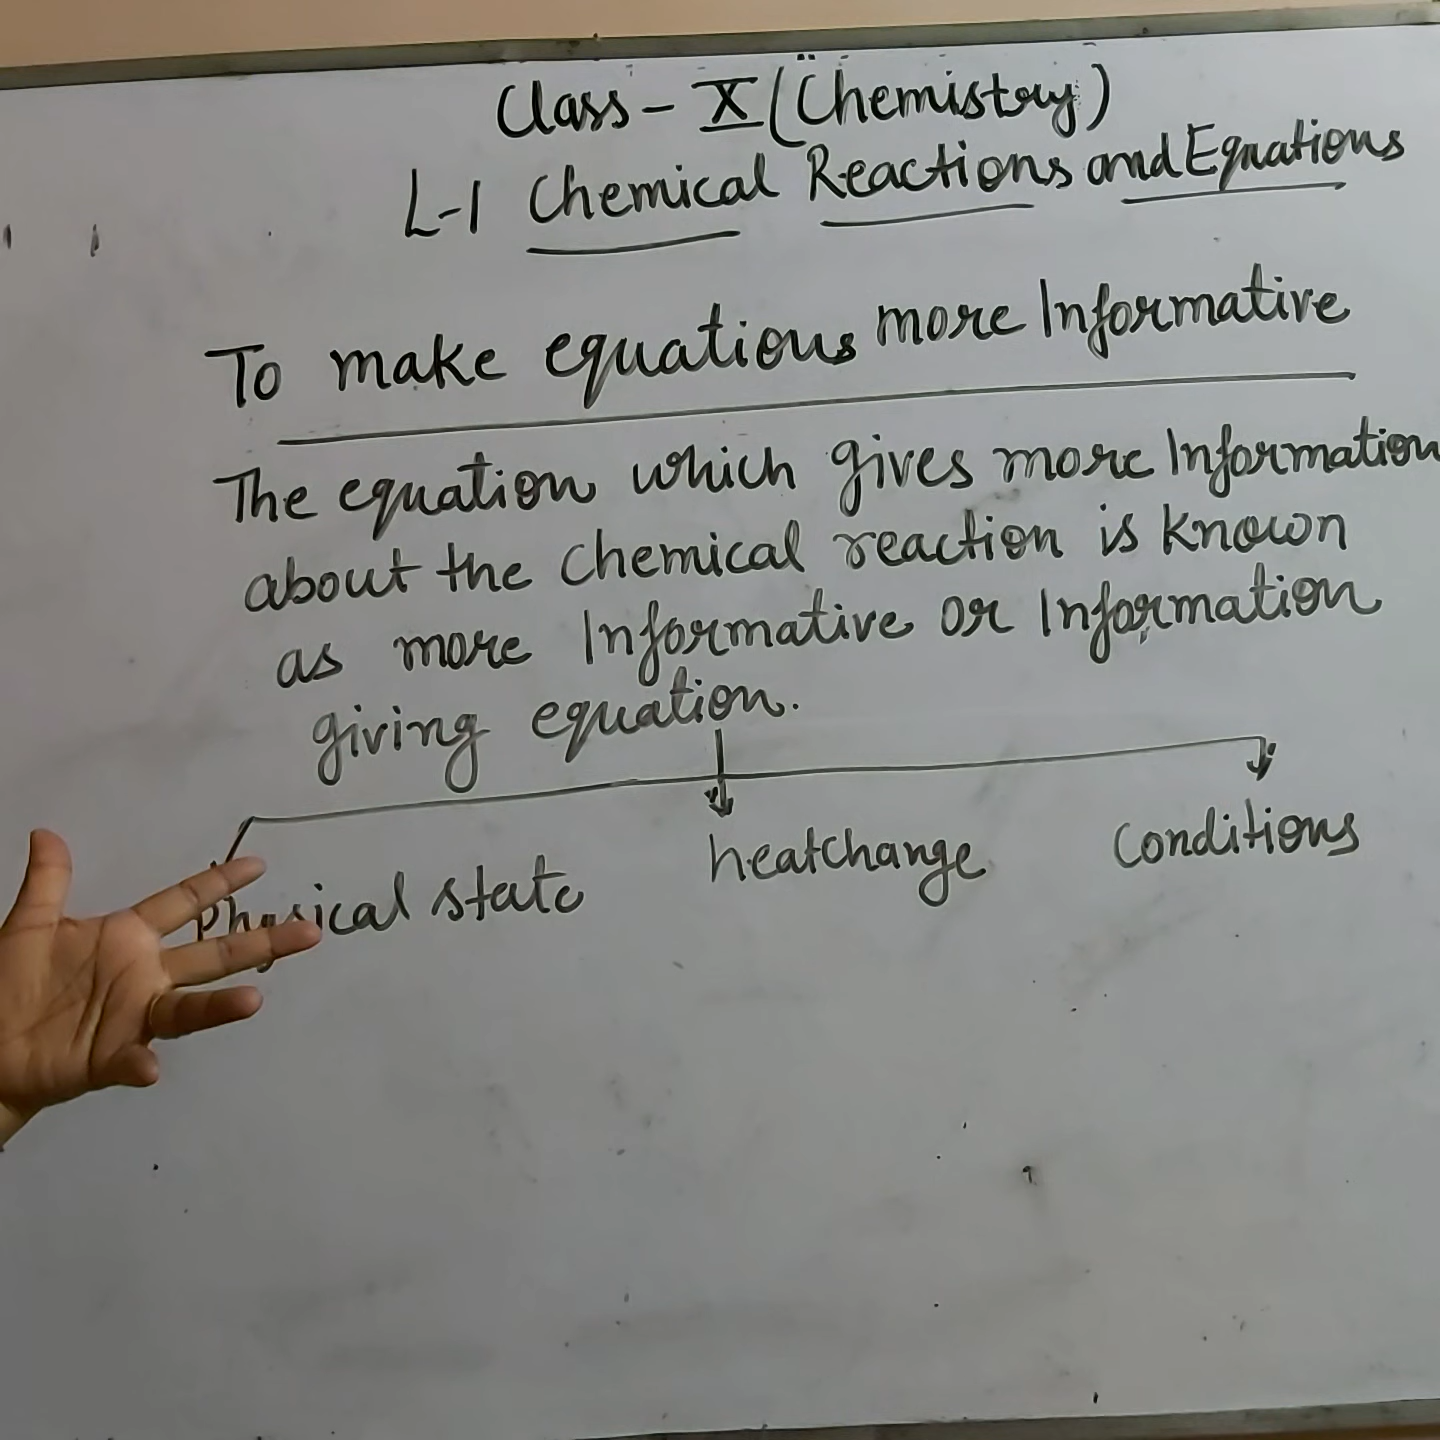 Class - X (Chemistry)
L-1 Chemical Reactions and Equations
To make equations more Informative
The equation which gives more Information
about the Chemical reaction is known
as more Informative or Information
giving equation.
Physical state heatchange Conditions